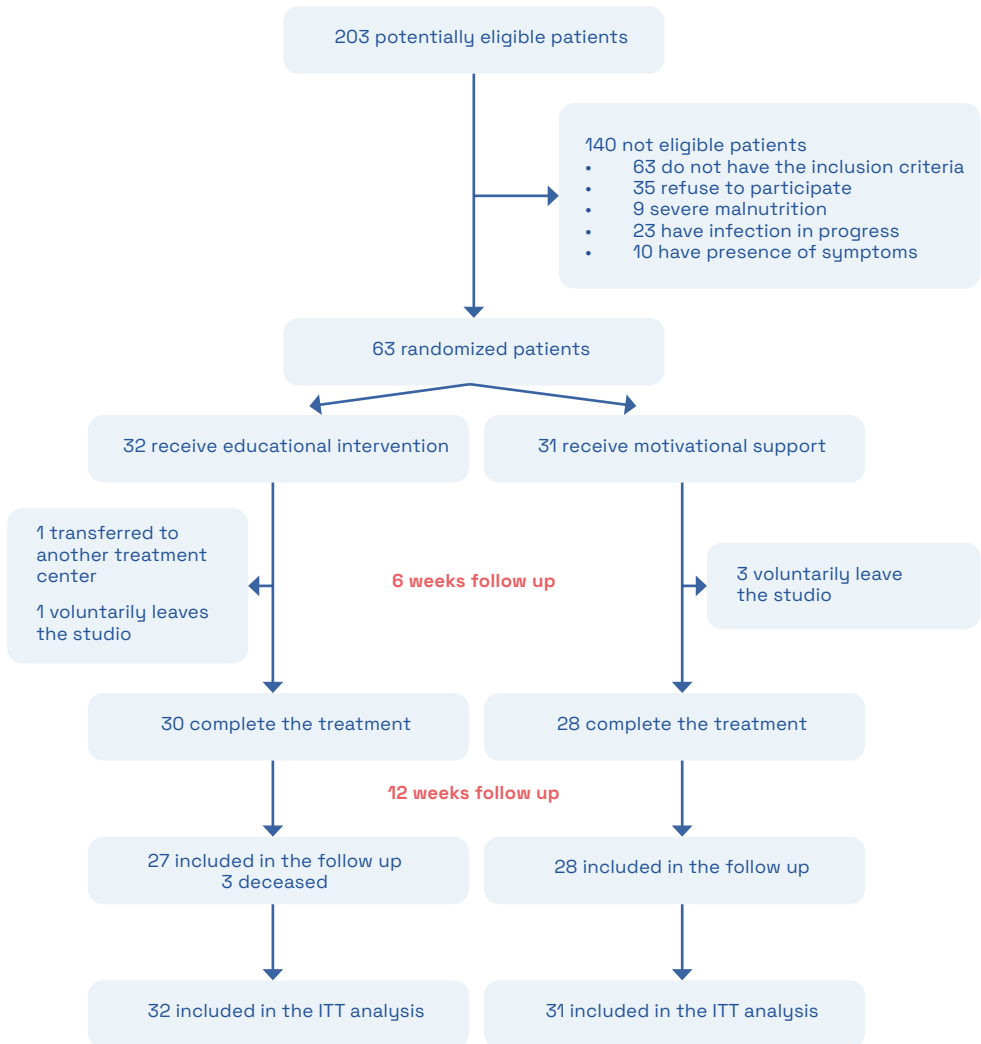 203 potentially eligible patients
140 not eligible patients
• 63 do not have the inclusion criteria
• 35 refuse to participate
• 9 severe malnutrition
• 23 have infection in progress
• 10 have presence of symptoms
63 randomized patients
32 receive educational intervention
31 receive motivational support
1 transferred to
another treatment
center
1 voluntarily leaves
the studio
6 weeks follow up
3 voluntarily leave
the studio
30 complete the treatment
28 complete the treatment
12 weeks follow up
27 included in the follow up
3 deceased
28 included in the follow up
32 included in the ITT analysis
31 included in the ITT analysis